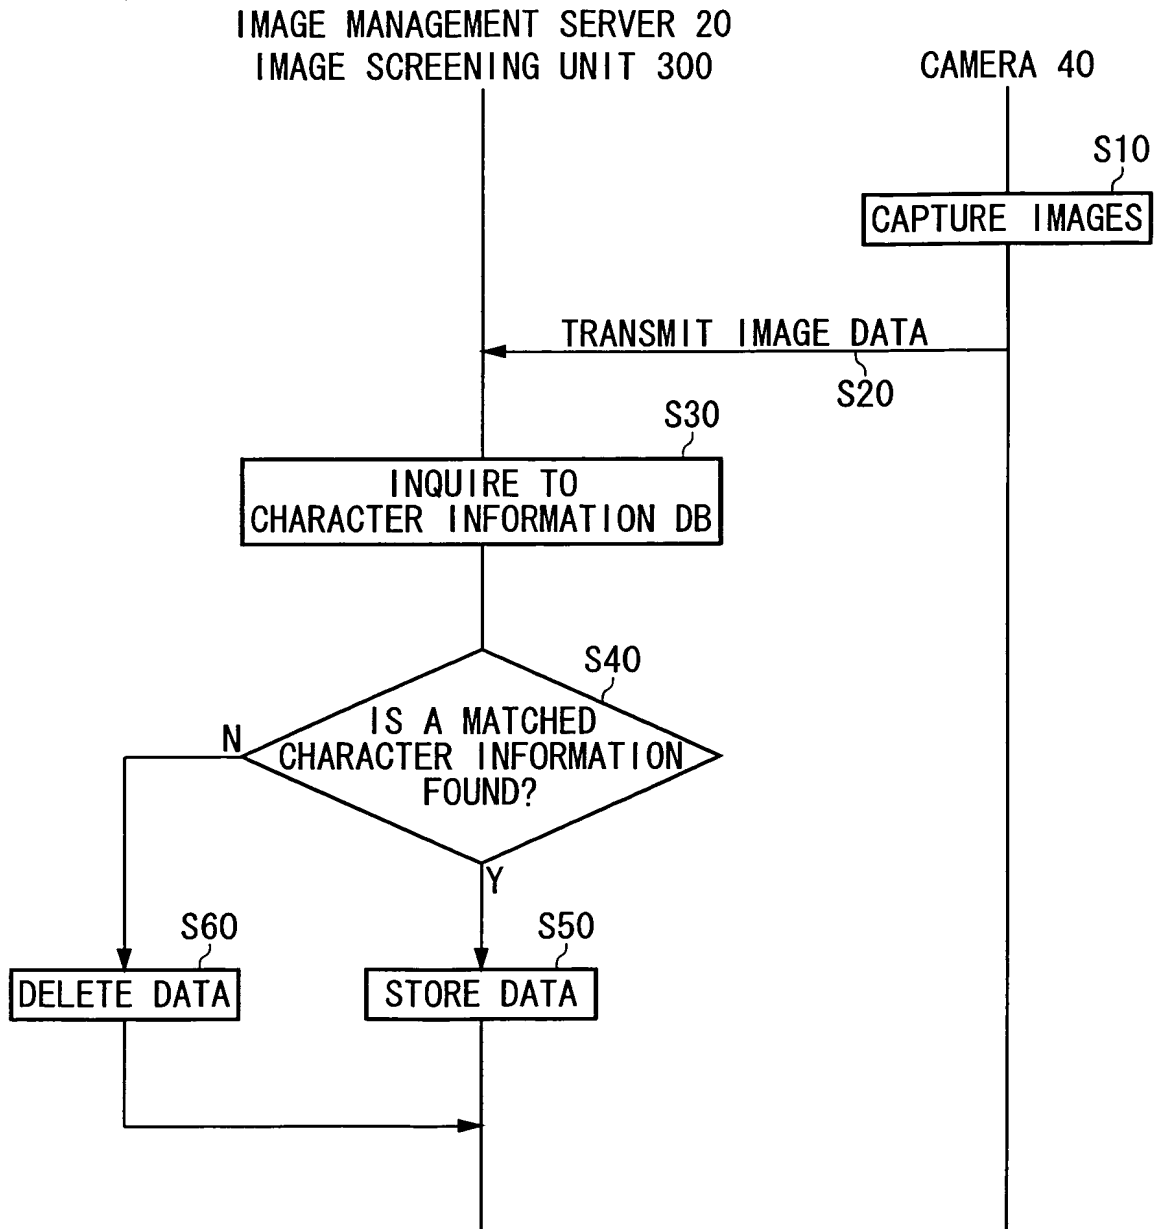 IMAGE MANAGEMENT SERVER 20
IMAGE SCREENING UNIT 300
CAMERA 40
S10
CAPTURE IMAGES
TRANSMIT IMAGE DATA
S20
S30
INQUIRE TO
CHARACTER INFORMATION DB
S40
IS A MATCHED
CHARACTER INFORMATION
FOUND?
N
Y
S60
DELETE DATA
S50
STORE DATA